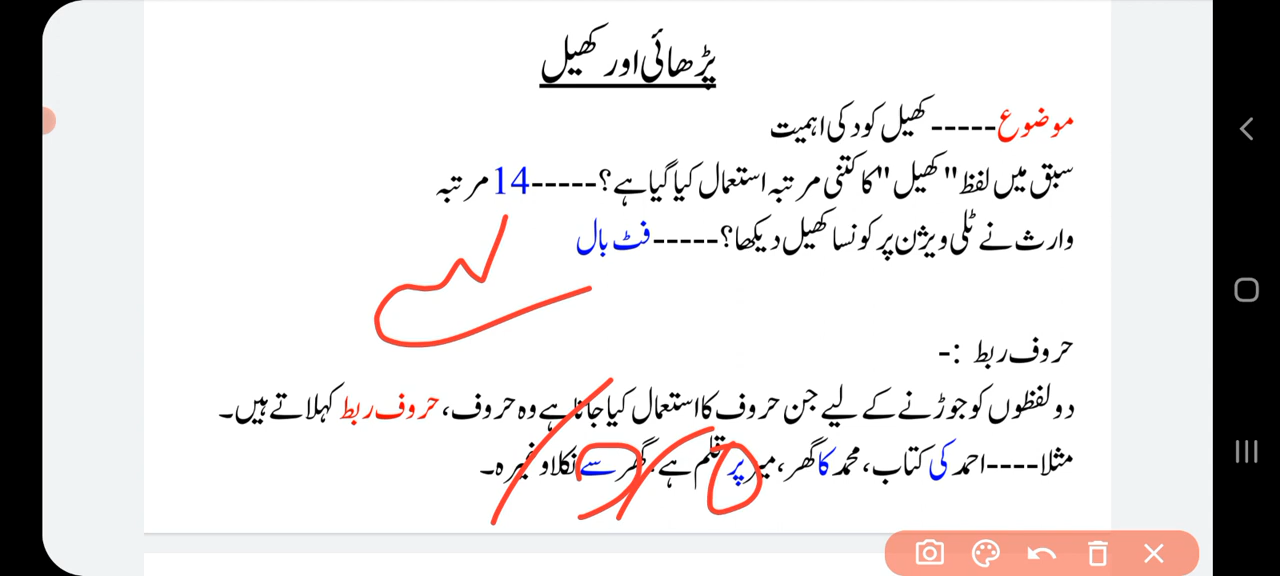 پڑھائی اور کھیل
موضوع-----کھیل کود کی اہمیت
سبق میں لفظ "کھیل" کا کتنی مرتبہ استعمال کیا گیا ہے؟-----14 مرتبہ
وارث نے ٹلی ویژن پر کونسا کھیل دیکھا؟-----فٹ بال
حروف ربط :-
دو لفظوں کو جوڑنے کے لیے جن حروف کا استعمال کیا جاتا ہے وہ حروف، حروف ربط کہلاتے ہیں۔
مثلا----احمد کی کتاب، محمد کا گھر، میز پر قلم ہے، گھر سے نکلا وغیرہ۔